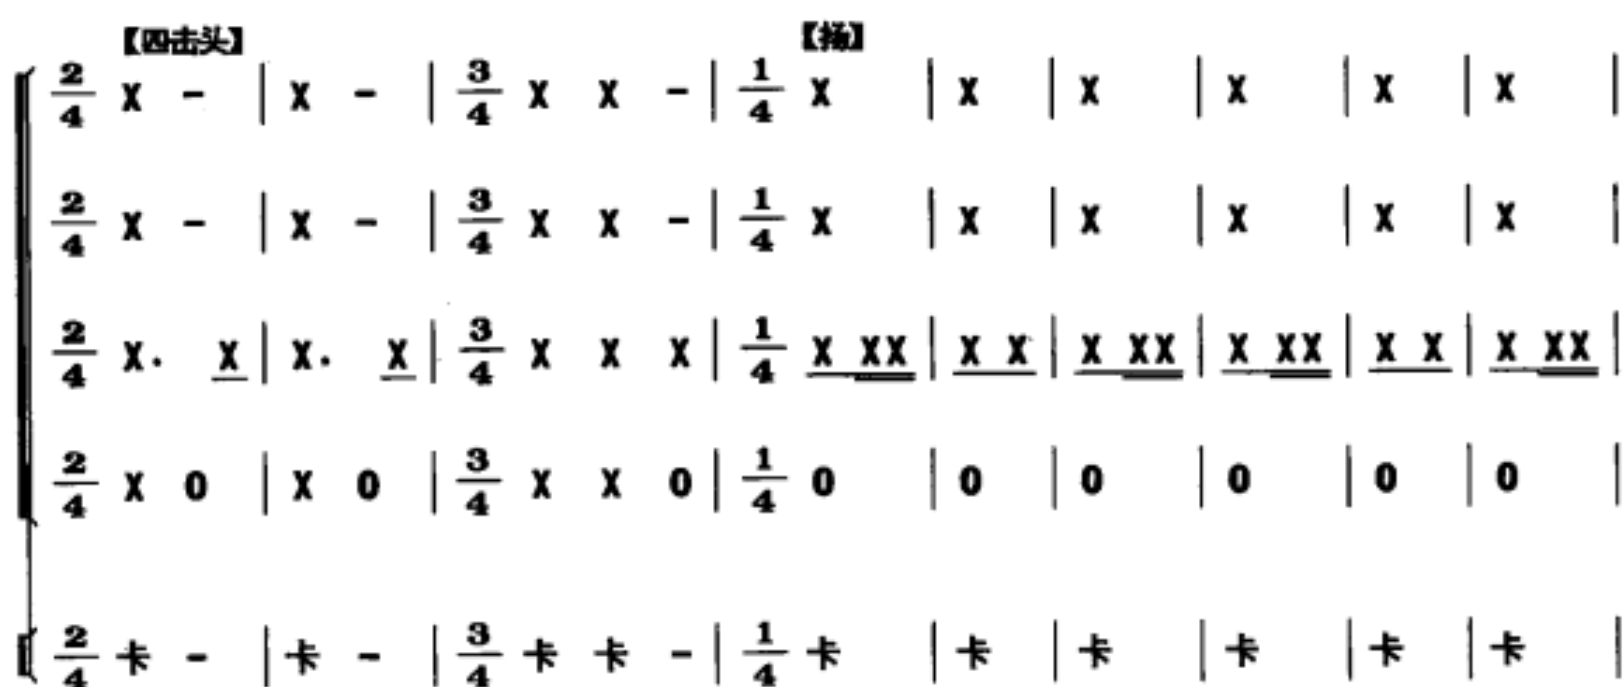 【四击头】 【扬】
2/4 X - | X - | 3/4 X X - | 1/4 X | X | X | X | X | X |
2/4 X - | X - | 3/4 X X - | 1/4 X | X | X | X | X | X |
2/4 X. X | X. X | 3/4 X X X | 1/4 X XX | X X | X XX | X XX | X X | X XX |
2/4 X 0 | X 0 | 3/4 X X 0 | 1/4 0 | 0 | 0 | 0 | 0 | 0 |
2/4 卡 - | 卡 - | 3/4 卡 卡 - | 1/4 卡 | 卡 | 卡 | 卡 | 卡 | 卡 |